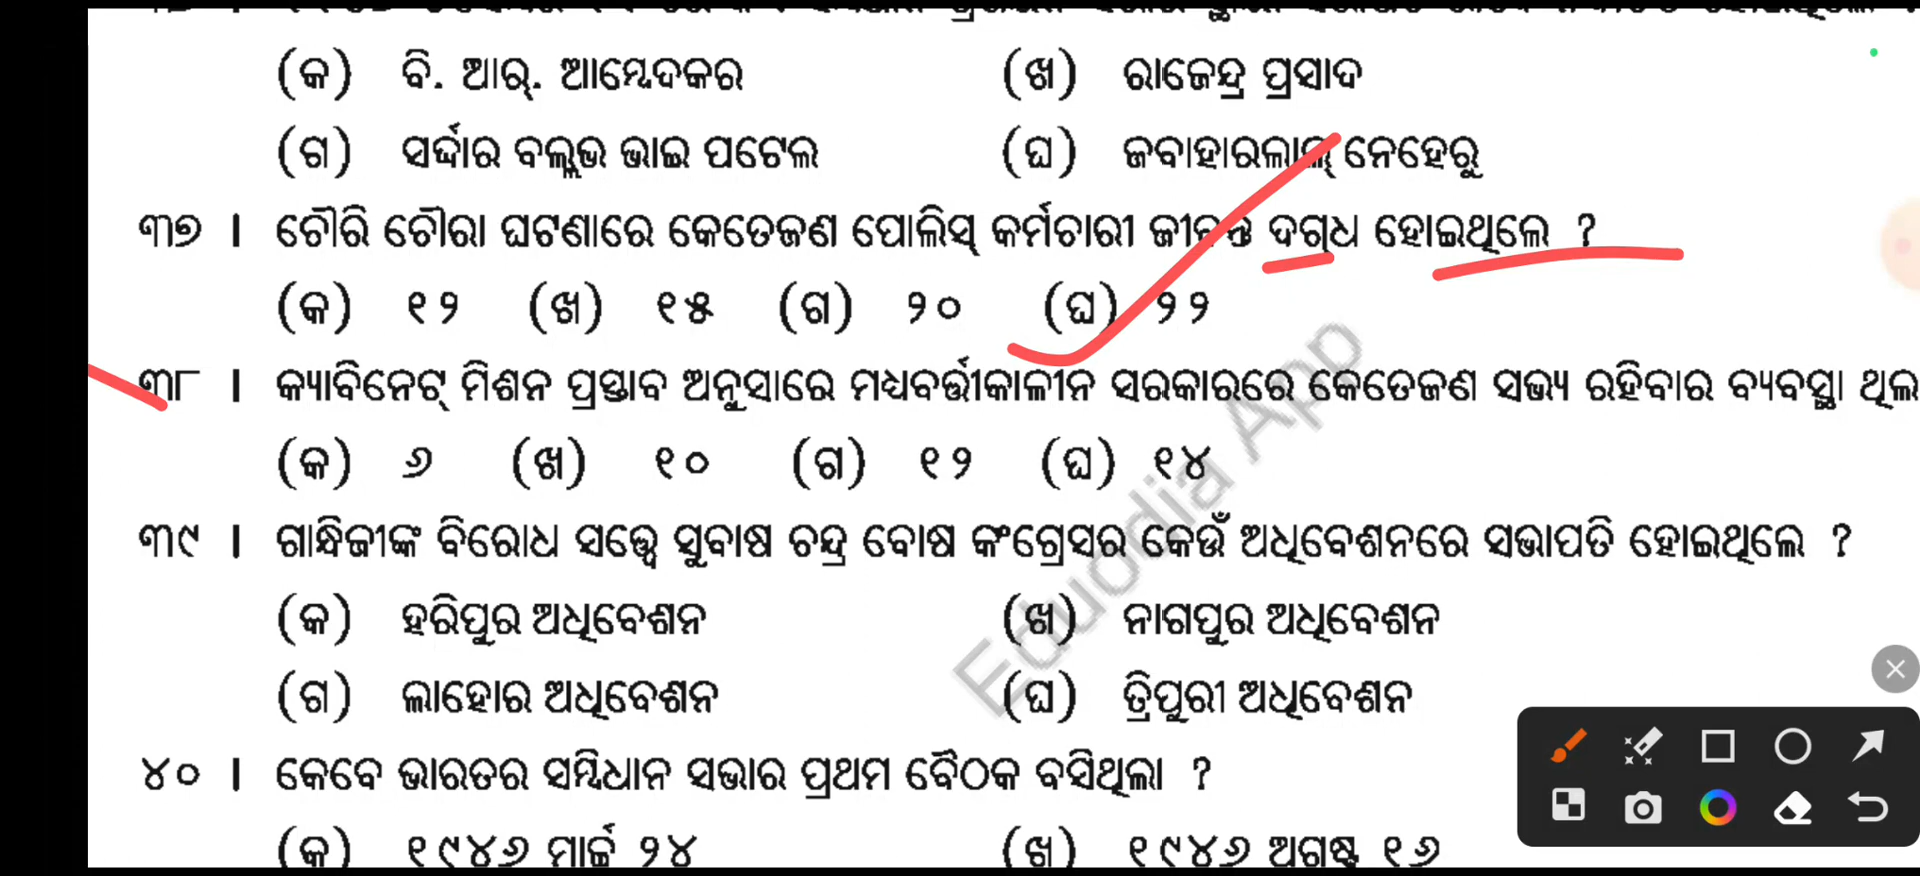 (କ) ବି. ଆର୍. ଆମ୍ବେଦକର (ଖ) ରାଜେନ୍ଦ୍ର ପ୍ରସାଦ
(ଗ) ସର୍ଦ୍ଦାର ବଲ୍ଲଭ ଭାଇ ପଟେଲ (ଘ) ଜବାହାରଲାଲ୍ ନେହେରୁ
୩୭ । ଚୌରି ଚୌରା ଘଟଣାରେ କେତେଜଣ ପୋଲିସ୍ କର୍ମଚାରୀ ଜୀବନ୍ତ ଦଗ୍ଧ ହୋଇଥିଲେ ?
(କ) ୧୨ (ଖ) ୧୫ (ଗ) ୨୦ (ଘ) ୨୨
୩୮ । କ୍ୟାବିନେଟ୍ ମିଶନ ପ୍ରସ୍ତାବ ଅନୁସାରେ ମଧ୍ୟବର୍ତ୍ତୀକାଳୀନ ସରକାରରେ କେତେଜଣ ସଭ୍ୟ ରହିବାର ବ୍ୟବସ୍ଥା ଥିଲ
(କ) ୬ (ଖ) ୧୦ (ଗ) ୧୨ (ଘ) ୧୪
୩୯ । ଗାନ୍ଧିଜୀଙ୍କ ବିରୋଧ ସତ୍ତ୍ୱେ ସୁବାଷ ଚନ୍ଦ୍ର ବୋଷ କଂଗ୍ରେସର କେଉଁ ଅଧିବେଶନରେ ସଭାପତି ହୋଇଥିଲେ ?
(କ) ହରିପୁର ଅଧିବେଶନ (ଖ) ନାଗପୁର ଅଧିବେଶନ
(ଗ) ଲାହୋର ଅଧିବେଶନ (ଘ) ତ୍ରିପୁରୀ ଅଧିବେଶନ
୪୦ । କେବେ ଭାରତର ସମ୍ବିଧାନ ସଭାର ପ୍ରଥମ ବୈଠକ ବସିଥିଲା ?
(କ) ୧୯୪୬ ମାର୍ଚ୍ଚ ୨୪ (ଖ) ୧୯୪୬ ଅଗଷ୍ଟ ୧୬
Eduodia App